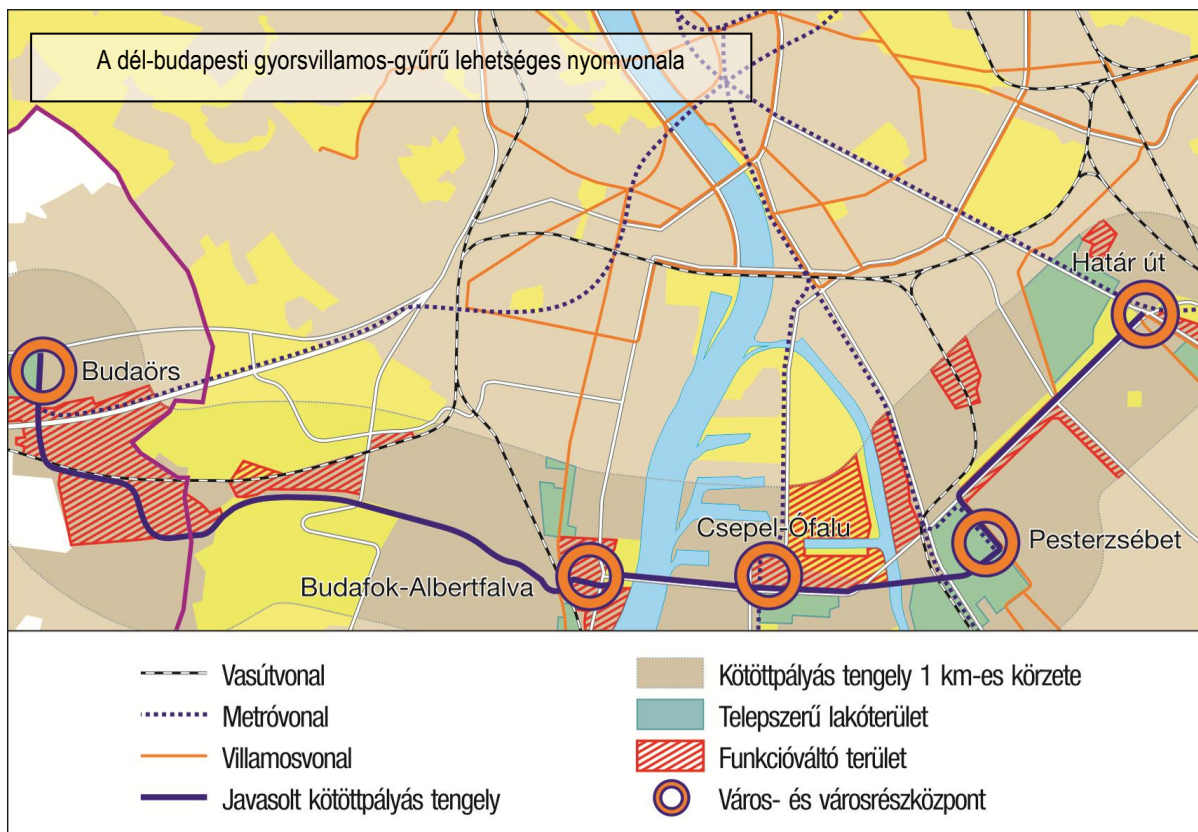 A dél-budapesti gyorsvillamos-gyűrű lehetséges nyomvonala
Határ út
Budaörs
Csepel-Ófalu
Pesterzsébet
Budafok-Albertfalva
Vasútvonal
Metróvonal
Villamosvonal
Javasolt kötöttpályás tengely
Kötöttpályás tengely 1 km-es körzete
Telepszerű lakóterület
Funkcióváltó terület
Város- és városrészközpont